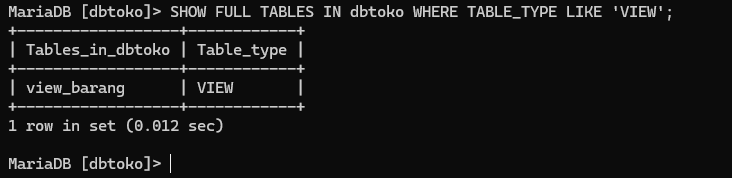 MariaDB [dbtoko]> SHOW FULL TABLES IN dbtoko WHERE TABLE_TYPE LIKE 'VIEW';
+------------------+------------+
| Tables_in_dbtoko | Table_type |
+------------------+------------+
| view_barang      | VIEW       |
+------------------+------------+
1 row in set (0.012 sec)
MariaDB [dbtoko]>